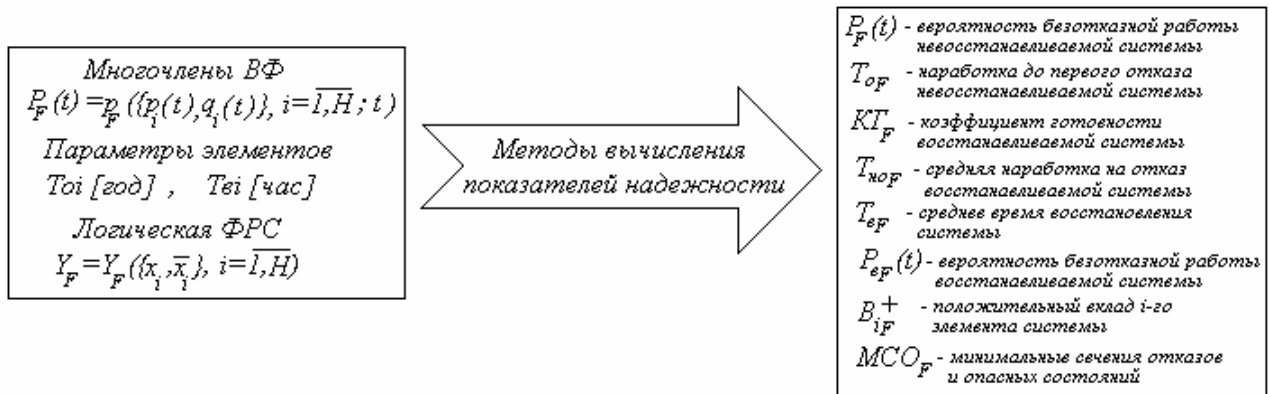 Многочлены ВФ
P_F(t)=p_F({p_i(t),q_i(t)}, i=1,H; t)
Параметры элементов
Toi [год] , Tвi [час]
Логическая ФРС
Y_F=Y_F({x_i,x̅_i}, i=1,H)
Методы вычисления
показателей надежности
P_F(t) - вероятность безотказной работы
невосстанавливаемой системы
T_oF - наработка до первого отказа
невосстанавливаемой системы
КГ_F - коэффициент готовности
восстанавливаемой системы
T_ноF - средняя наработка на отказ
восстанавливаемой системы
T_вF - среднее время восстановления
системы
P_вF(t) - вероятность безотказной работы
восстанавливаемой системы
B_iF^+ - положительный вклад i-го
элемента системы
МСО_F - минимальные сечения отказов
и опасных состояний